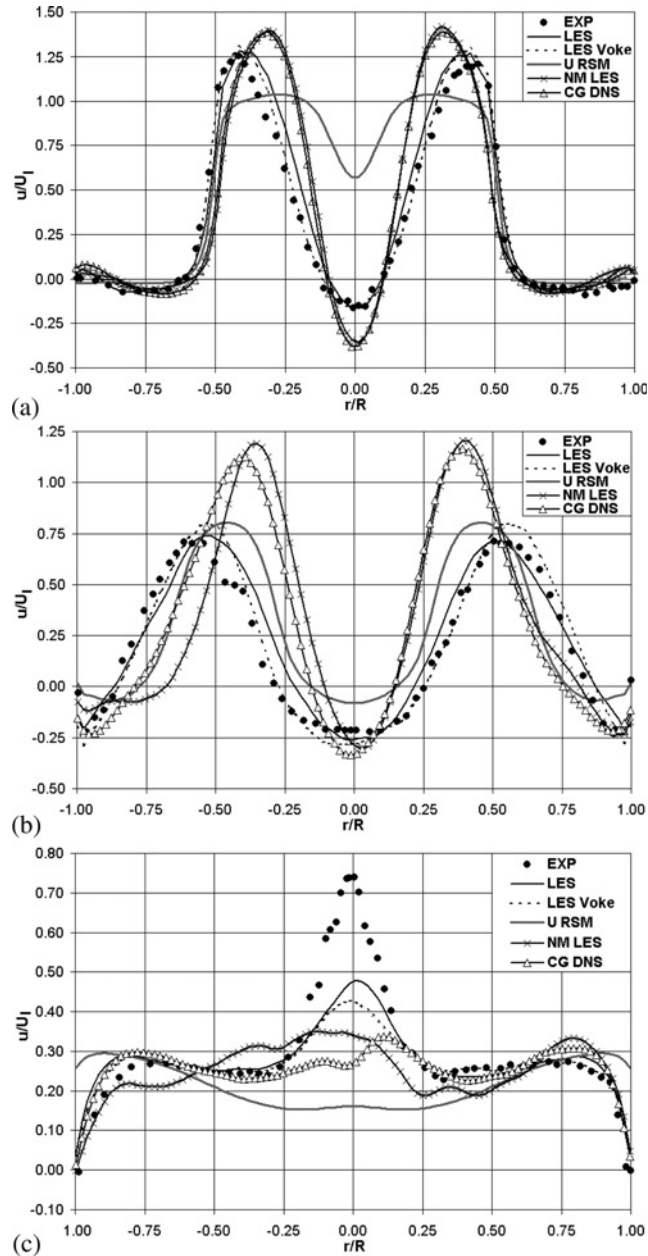 1.50
1.25
1.00
0.75
0.50
0.25
0.00
-0.25
-0.50
u/UI
EXP
LES
LES Voke
U RSM
NM LES
CG DNS
-1.00 -0.75 -0.50 -0.25 0.00 0.25 0.50 0.75 1.00
r/R
(a)
1.25
1.00
0.75
0.50
0.25
0.00
-0.25
-0.50
u/UI
EXP
LES
LES Voke
U RSM
NM LES
CG DNS
-1.00 -0.75 -0.50 -0.25 0.00 0.25 0.50 0.75 1.00
r/R
(b)
0.80
0.70
0.60
0.50
0.40
0.30
0.20
0.10
0.00
-0.10
u/UI
EXP
LES
LES Voke
U RSM
NM LES
CG DNS
1.00 -0.75 -0.50 -0.25 0.00 0.25 0.50 0.75 1.00
r/R
(c)